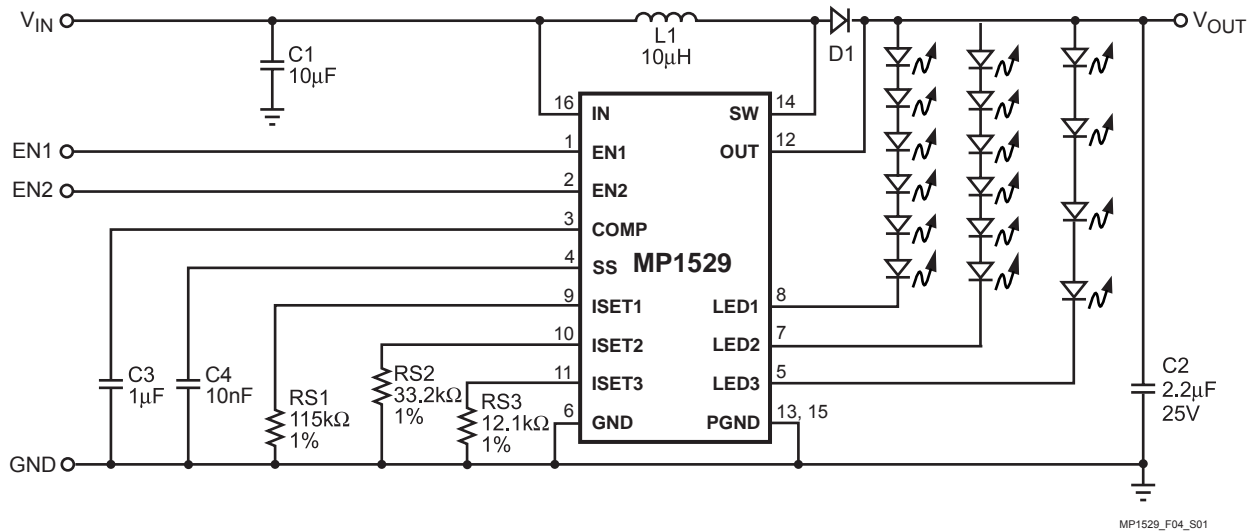 VIN
VOUT
L1
10µH
D1
C1
10µF
16
IN
SW
14
1
EN1
EN1
OUT
12
2
EN2
EN2
3
COMP
4
SS
MP1529
9
ISET1
LED1
8
10
ISET2
LED2
7
11
ISET3
LED3
5
6
GND
PGND
13, 15
C3
1µF
C4
10nF
RS1
115kΩ
1%
RS2
33.2kΩ
1%
RS3
12.1kΩ
1%
C2
2.2µF
25V
GND
MP1529_F04_S01